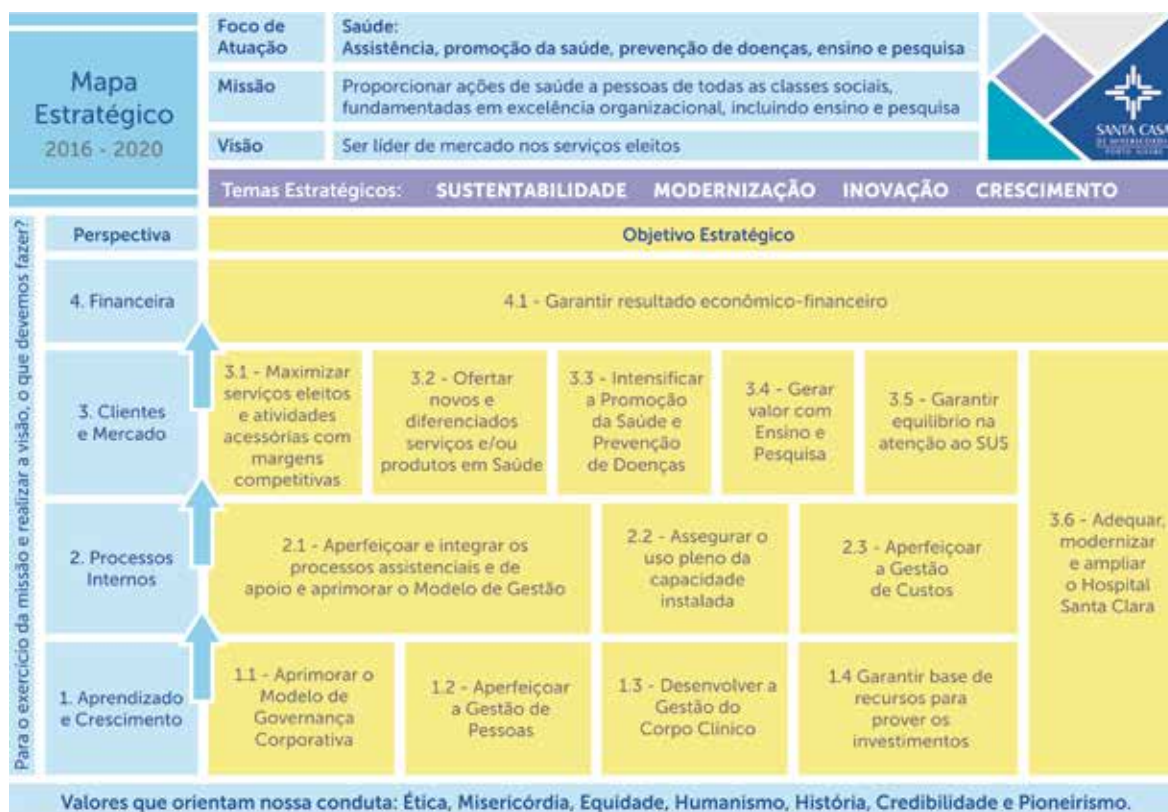 Mapa
Estratégico
2016 - 2020
Foco de
Atuação
Saúde:
Assistência, promoção da saúde, prevenção de doenças, ensino e pesquisa
Missão
Proporcionar ações de saúde a pessoas de todas as classes sociais,
fundamentadas em excelência organizacional, incluindo ensino e pesquisa
Visão
Ser líder de mercado nos serviços eleitos
SANTA CASA
DE MISERICÓRDIA
PORTO ALEGRE
Temas Estratégicos: SUSTENTABILIDADE MODERNIZAÇÃO INOVAÇÃO CRESCIMENTO
Para o exercício da missão e realizar a visão, o que devemos fazer?
Perspectiva
Objetivo Estratégico
4. Financeira
4.1 - Garantir resultado econômico-financeiro
3. Clientes
e Mercado
3.1 - Maximizar
serviços eleitos
e atividades
acessórias com
margens
competitivas
3.2 - Ofertar
novos e
diferenciados
serviços e/ou
produtos em Saúde
3.3 - Intensificar
a Promoção
da Saúde e
Prevenção
de Doenças
3.4 - Gerar
valor com
Ensino e
Pesquisa
3.5 - Garantir
equilíbrio na
atenção ao SUS
3.6 - Adequar,
modernizar
e ampliar
o Hospital
Santa Clara
2. Processos
Internos
2.1 - Aperfeiçoar e integrar os
processos assistenciais e de
apoio e aprimorar o Modelo de Gestão
2.2 - Assegurar o
uso pleno da
capacidade
instalada
2.3 - Aperfeiçoar
a Gestão
de Custos
1. Aprendizado
e Crescimento
1.1 - Aprimorar o
Modelo de
Governança
Corporativa
1.2 - Aperfeiçoar
a Gestão de
Pessoas
1.3 - Desenvolver a
Gestão do
Corpo Clínico
1.4 Garantir base de
recursos para
prover os
investimentos
Valores que orientam nossa conduta: Ética, Misericórdia, Equidade, Humanismo, História, Credibilidade e Pioneirismo.